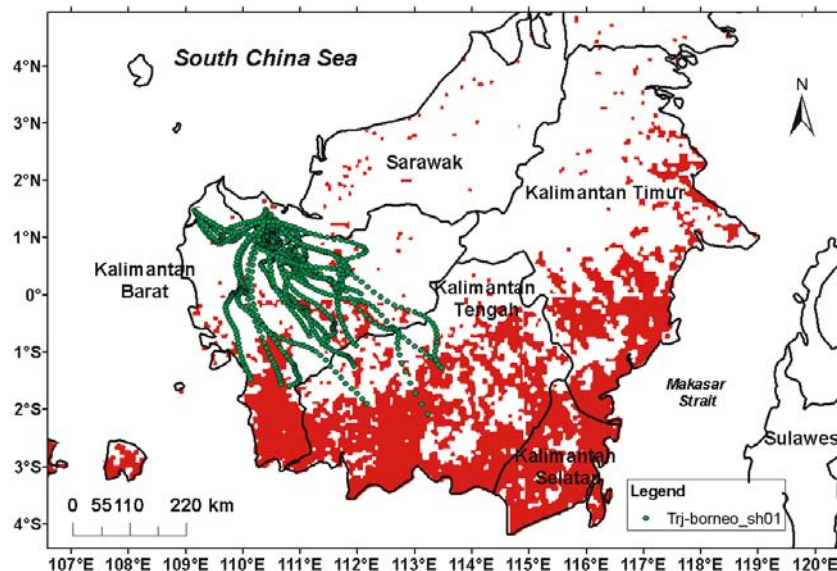 South China Sea
N
4°N
3°N
2°N
1°N
0°
1°S
2°S
3°S
4°S
Sarawak
Kalimantan Timur
Kalimantan
Barat
Kalimantan
Tengah
Makasar
Strait
Sulawes
Kalimantan
Selatan
0 55110 220 km
Legend
Trj-borneo_sh01
107°E 108°E 109°E 110°E 111°E 112°E 113°E 114°E 115°E 116°E 117°E 118°E 119°E 120°E